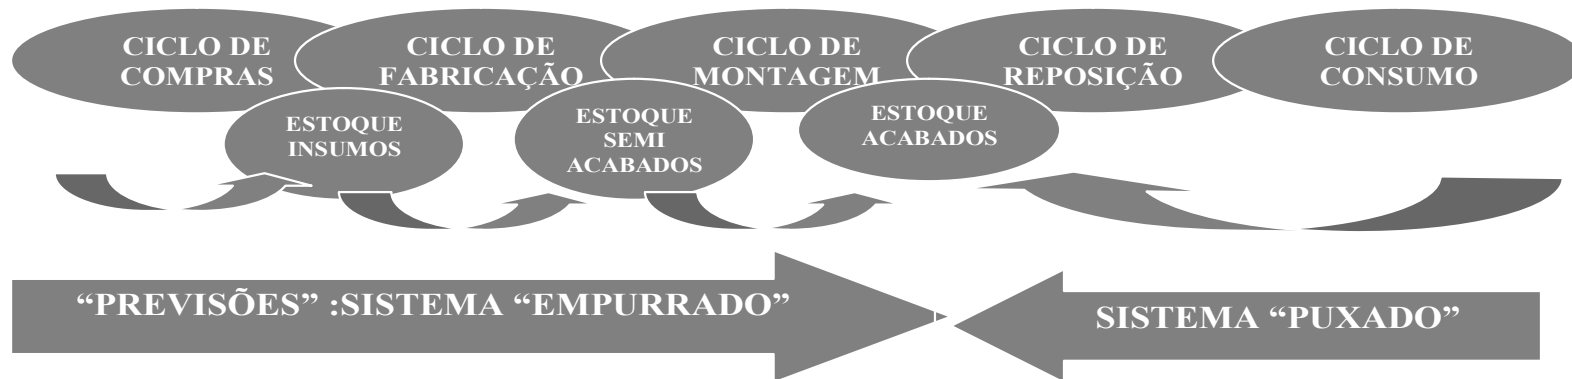 CICLO DE
COMPRAS
CICLO DE
FABRICAÇÃO
CICLO DE
MONTAGEM
CICLO DE
REPOSIÇÃO
CICLO DE
CONSUMO
ESTOQUE
INSUMOS
ESTOQUE
SEMI
ACABADOS
ESTOQUE
ACABADOS
“PREVISÕES” :SISTEMA “EMPURRADO”
SISTEMA “PUXADO”